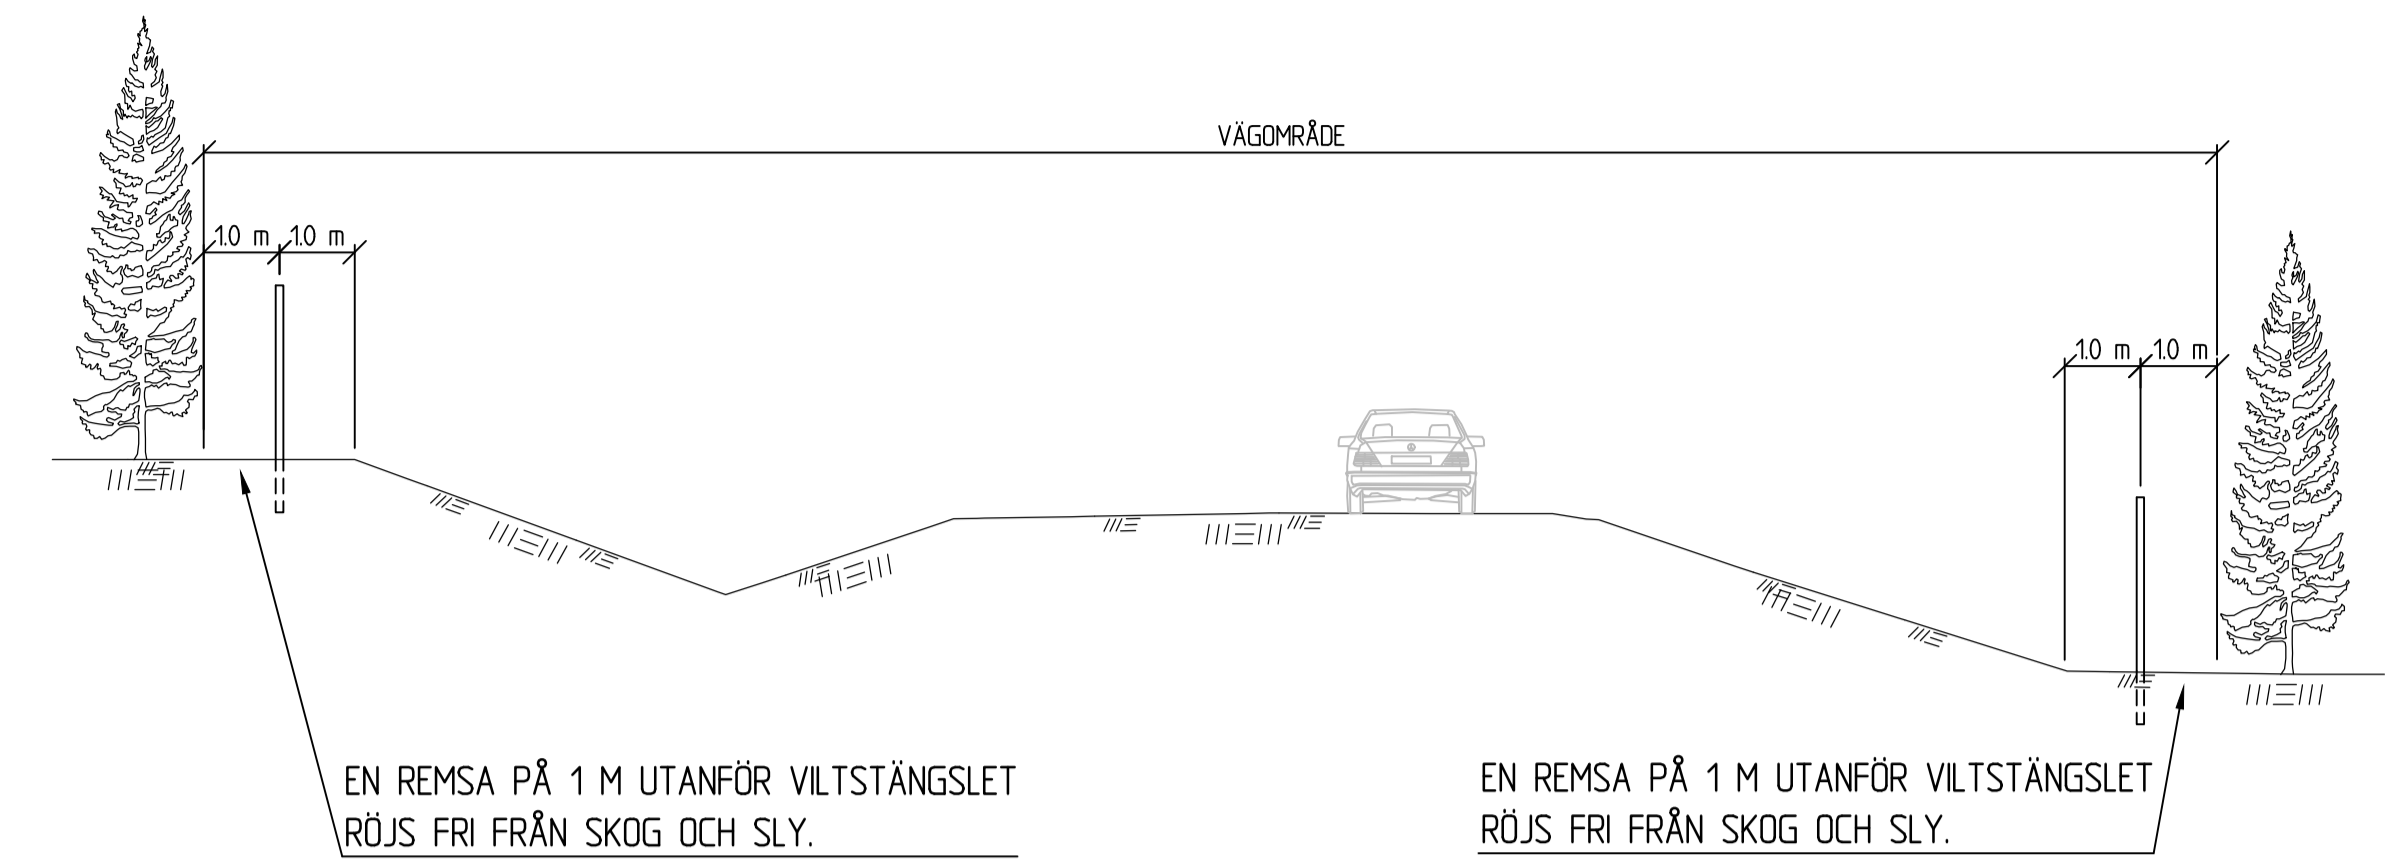 VÄGOMRÅDE
1.0 m 1.0 m
1.0 m 1.0 m
EN REMSA PÅ 1 M UTANFÖR VILTSTÄNGSLET
RÖJS FRI FRÅN SKOG OCH SLY.
EN REMSA PÅ 1 M UTANFÖR VILTSTÄNGSLET
RÖJS FRI FRÅN SKOG OCH SLY.